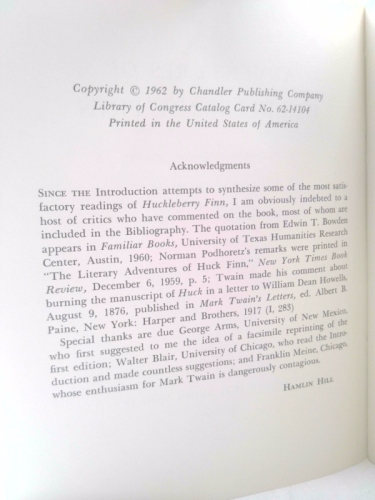 Copyright © 1962 by Chandler Publishing Company
Library of Congress Catalog Card No. 62-14104
Printed in the United States of America
Acknowledgments
SINCE THE Introduction attempts to synthesize some of the most satis-
factory readings of Huckleberry Finn, I am obviously indebted to a
host of critics who have commented on the book, most of whom are
included in the Bibliography. The quotation from Edwin T. Bowden
appears in Familiar Books, University of Texas Humanities Research
Center, Austin, 1960; Norman Podhoretz's remarks were printed in
"The Literary Adventures of Huck Finn," New York Times Book
Review, December 6, 1959, p. 5; Twain made his comment about
burning the manuscript of Huck in a letter to William Dean Howells,
August 9, 1876, published in Mark Twain's Letters, ed. Albert B.
Paine, New York: Harper and Brothers, 1917 (I, 283)
Special thanks are due George Arms, University of New Mexico,
who first suggested to me the idea of a facsimile reprinting of the
first edition; Walter Blair, University of Chicago, who read the Intro-
duction and made countless suggestions; and Franklin Meine, Chicago,
whose enthusiasm for Mark Twain is dangerously contagious.
HAMLIN HILL